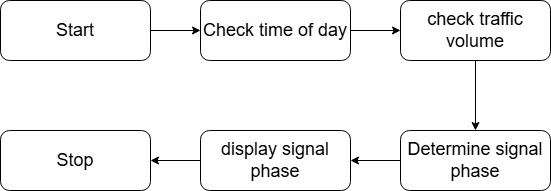 Start
Check time of day
check traffic
volume
Determine signal
phase
display signal
phase
Stop